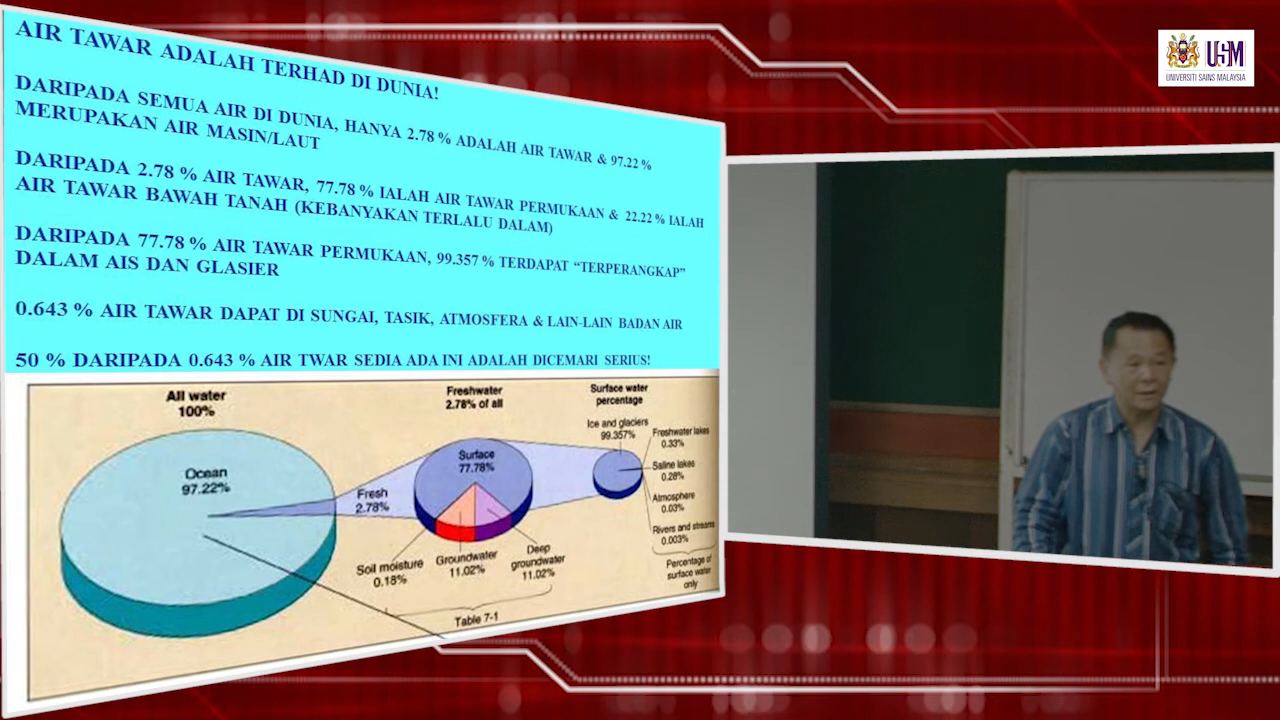 AIR TAWAR ADALAH TERHAD DI DUNIA!
DARIPADA SEMUA AIR DI DUNIA, HANYA 2.78 % ADALAH AIR TAWAR & 97.22 %
MERUPAKAN AIR MASIN/LAUT
DARIPADA 2.78 % AIR TAWAR, 77.78 % IALAH AIR TAWAR PERMUKAAN & 22.22 % IALAH
AIR TAWAR BAWAH TANAH (KEBANYAKAN TERLALU DALAM)
DARIPADA 77.78 % AIR TAWAR PERMUKAAN, 99.357 % TERDAPAT “TERPERANGKAP”
DALAM AIS DAN GLASIER
0.643 % AIR TAWAR DAPAT DI SUNGAI, TASIK, ATMOSFERA & LAIN-LAIN BADAN AIR
50 % DARIPADA 0.643 % AIR TWAR SEDIA ADA INI ADALAH DICEMARI SERIUS!
All water
100%
Ocean
97.22%
Fresh
2.78%
Freshwater
2.78% of all
Surface
77.78%
Soil moisture
0.18%
Groundwater
11.02%
Deep
groundwater
11.02%
Table 7-1
Surface water
percentage
Ice and glaciers
99.357%
Freshwater lakes
0.33%
Saline lakes
0.28%
Atmosphere
0.03%
Rivers and streams
0.003%
Percentage of
surface water
only
USM
UNIVERSITI SAINS MALAYSIA